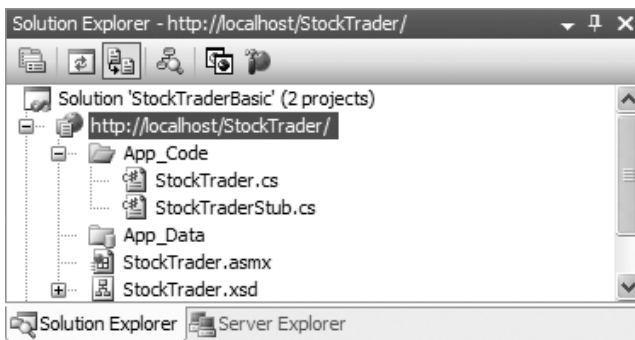 Solution Explorer - http://localhost/StockTrader/
Solution 'StockTraderBasic' (2 projects)
http://localhost/StockTrader/
App_Code
StockTrader.cs
StockTraderStub.cs
App_Data
StockTrader.asmx
StockTrader.xsd
Solution Explorer Server Explorer